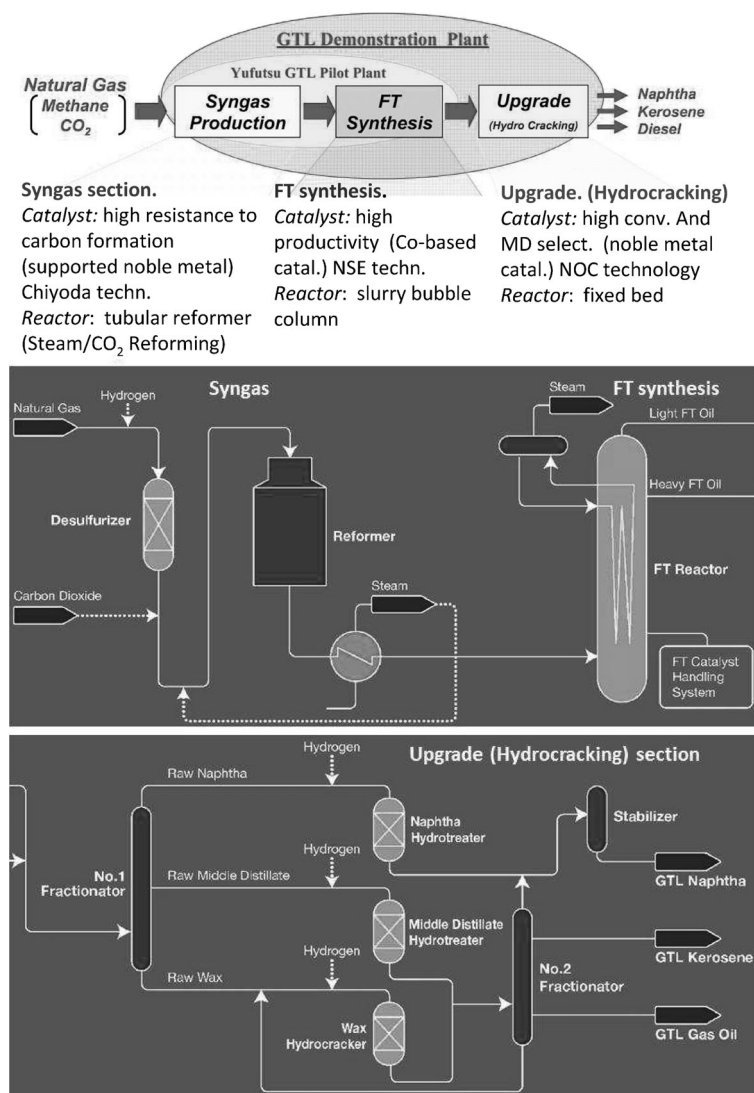 GTL Demonstration Plant
Yufutsu GTL Pilot Plant
Natural Gas
Methane
CO2
Syngas
Production
FT
Synthesis
Upgrade
(Hydro Cracking)
Naphtha
Kerosene
Diesel
Syngas section.
Catalyst: high resistance to
carbon formation
(supported noble metal)
Chiyoda techn.
Reactor: tubular reformer
(Steam/CO2 Reforming)
FT synthesis.
Catalyst: high
productivity (Co-based
catal.) NSE techn.
Reactor: slurry bubble
column
Upgrade. (Hydrocracking)
Catalyst: high conv. And
MD select. (noble metal
catal.) NOC technology
Reactor: fixed bed
Syngas
FT synthesis
Natural Gas
Hydrogen
Desulfurizer
Carbon Dioxide
Reformer
Steam
Steam
Light FT Oil
Heavy FT Oil
FT Reactor
FT Catalyst
Handling
System
Upgrade (Hydrocracking) section
No.1
Fractionator
Raw Naphtha
Hydrogen
Naphtha
Hydrotreater
Raw Middle Distillate
Hydrogen
Middle Distillate
Hydrotreater
Raw Wax
Hydrogen
Wax
Hydrocracker
Stabilizer
GTL Naphtha
No.2
Fractionator
GTL Kerosene
GTL Gas Oil